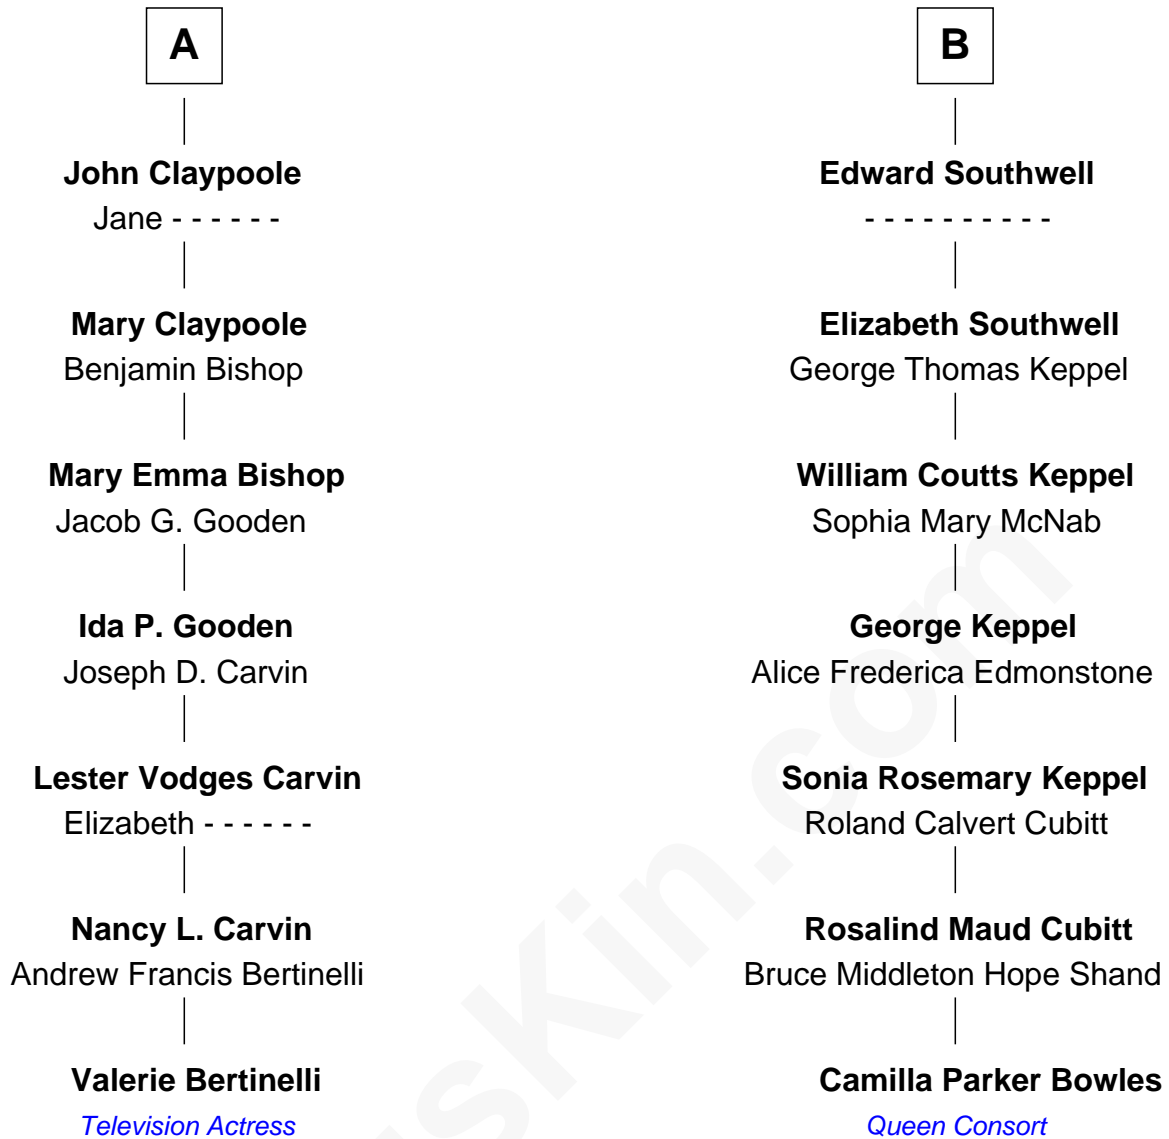 A
John Claypoole
Jane - - - - - -
Mary Claypoole
Benjamin Bishop
Mary Emma Bishop
Jacob G. Gooden
Ida P. Gooden
Joseph D. Carvin
Lester Vodges Carvin
Elizabeth - - - - - -
Nancy L. Carvin
Andrew Francis Bertinelli
Valerie Bertinelli
Television Actress
B
Edward Southwell
- - - - - - - - - -
Elizabeth Southwell
George Thomas Keppel
William Coutts Keppel
Sophia Mary McNab
George Keppel
Alice Frederica Edmonstone
Sonia Rosemary Keppel
Roland Calvert Cubitt
Rosalind Maud Cubitt
Bruce Middleton Hope Shand
Camilla Parker Bowles
Queen Consort